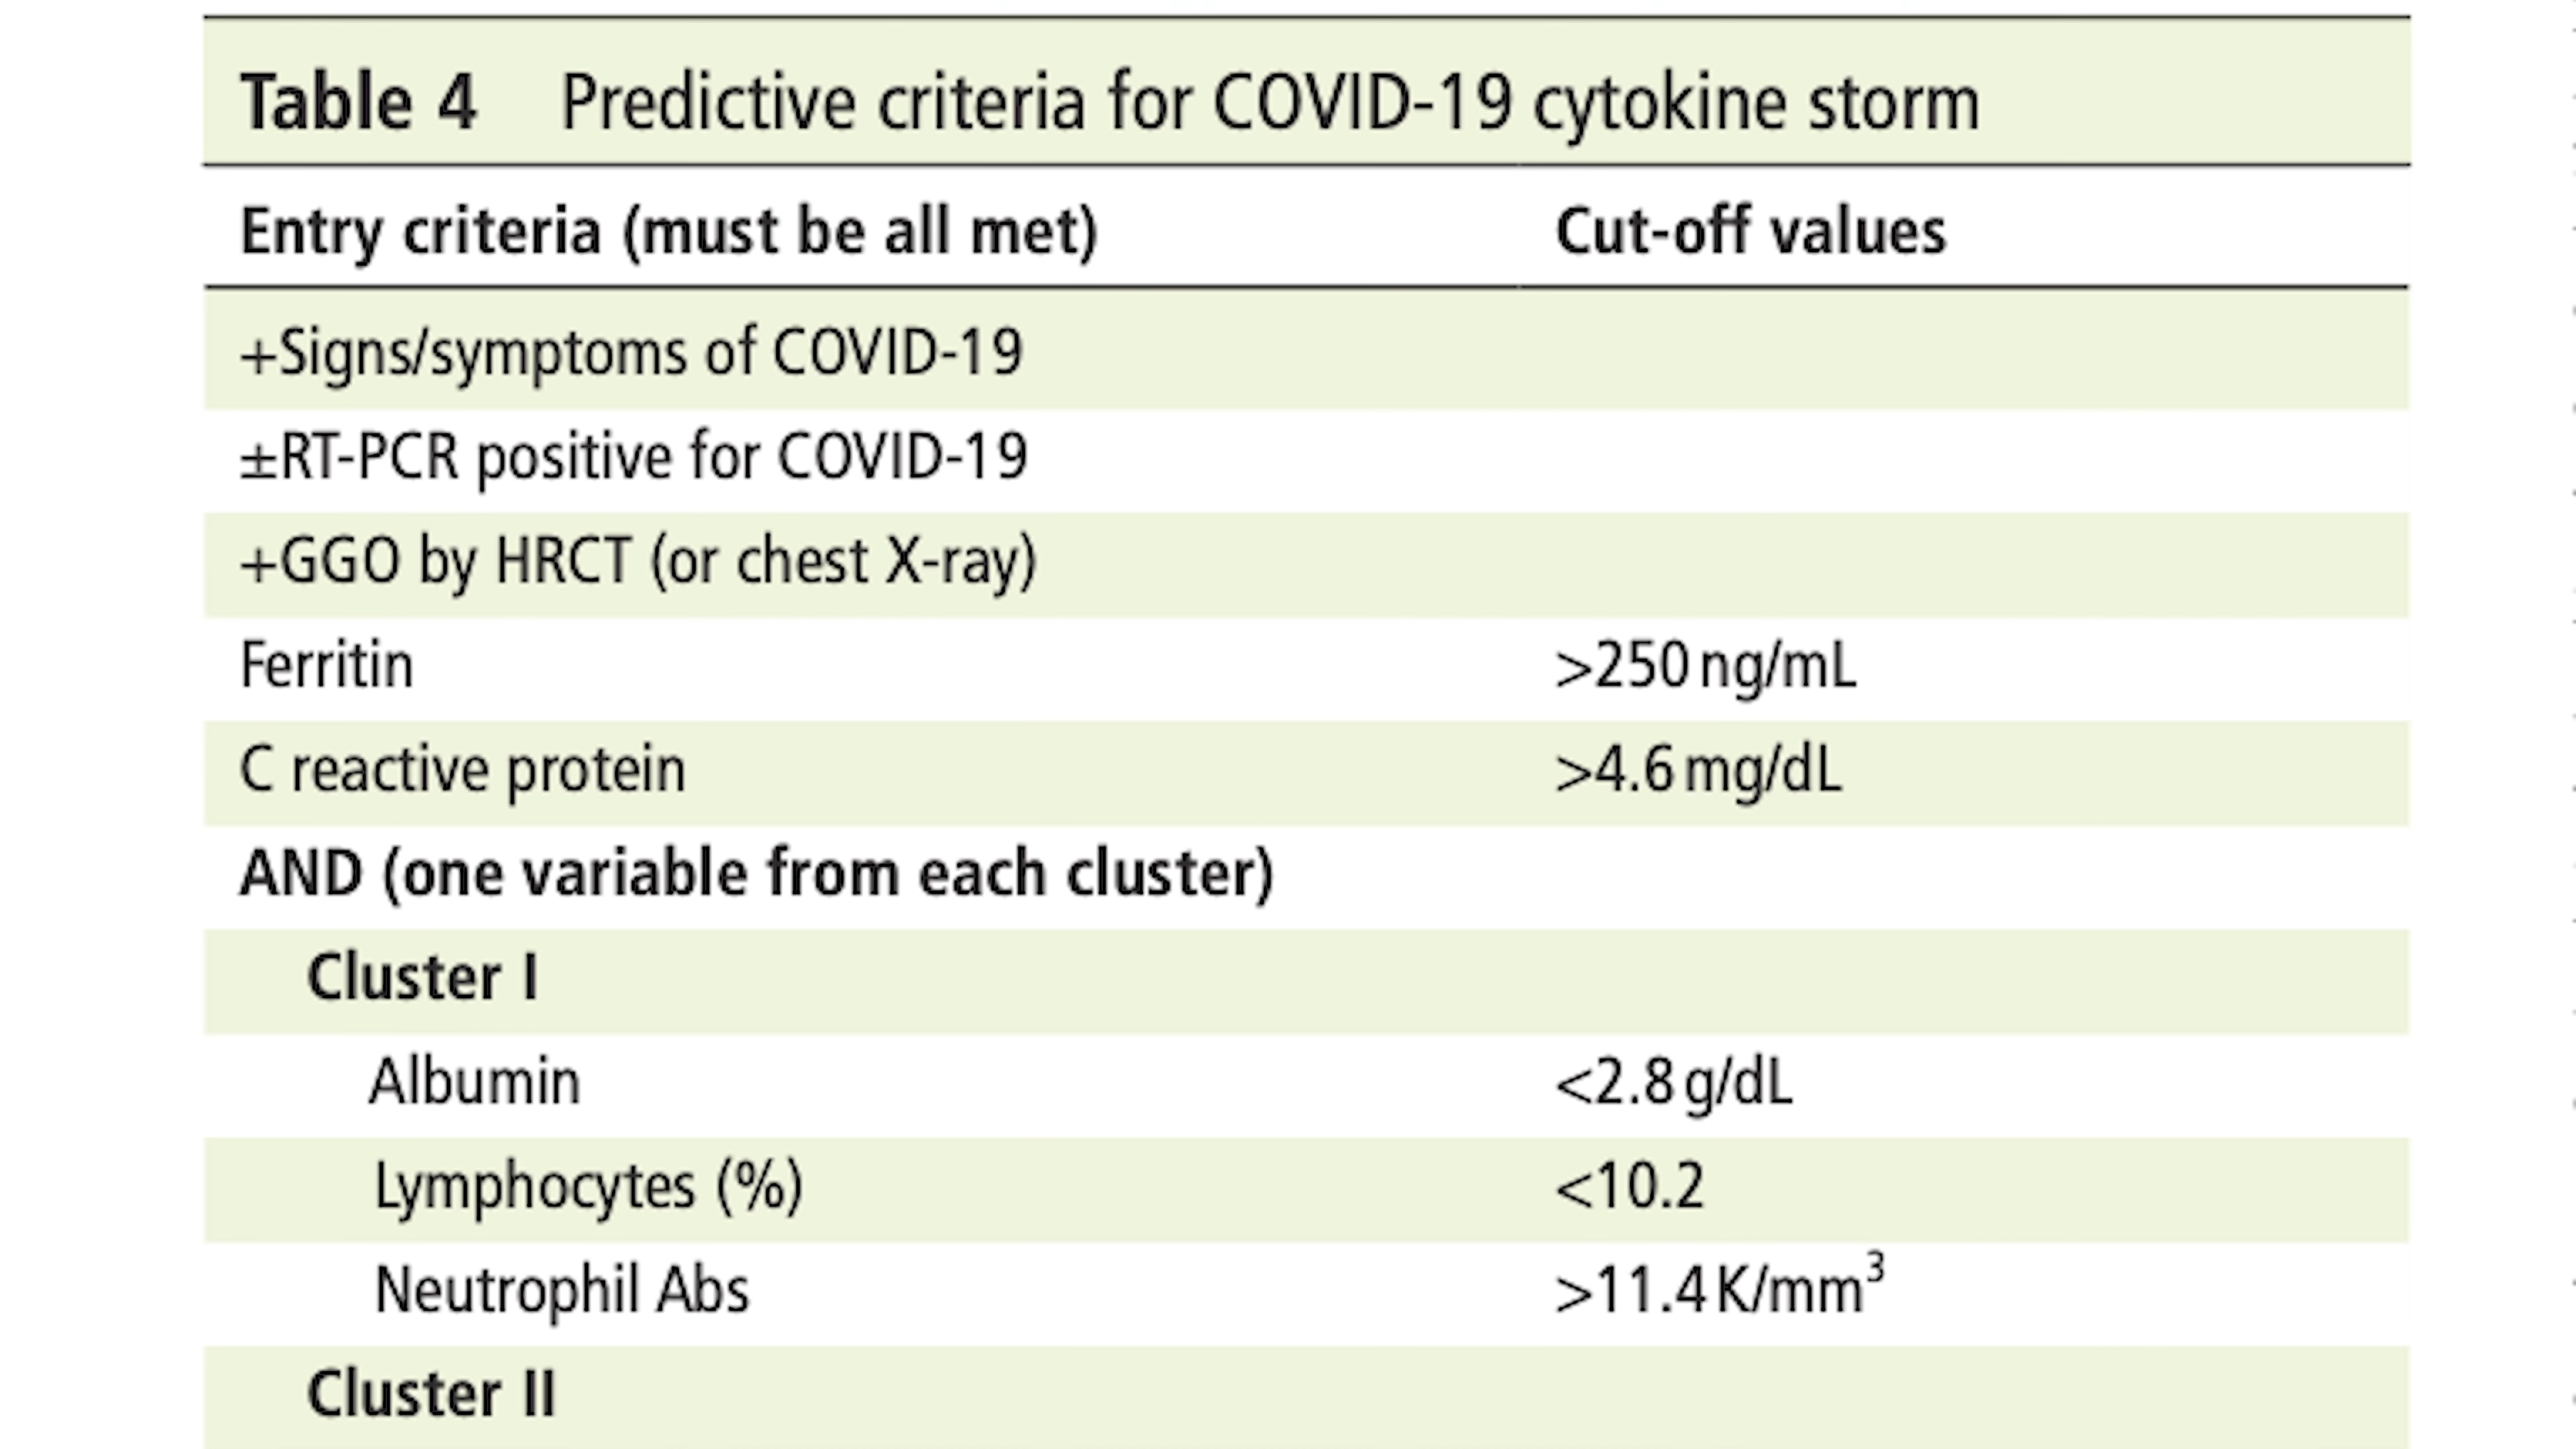 Table 4 Predictive criteria for COVID-19 cytokine storm
Entry criteria (must be all met) Cut-off values
+Signs/symptoms of COVID-19
±RT-PCR positive for COVID-19
+GGO by HRCT (or chest X-ray)
Ferritin >250 ng/mL
C reactive protein >4.6 mg/dL
AND (one variable from each cluster)
Cluster I
Albumin <2.8 g/dL
Lymphocytes (%) <10.2
Neutrophil Abs >11.4 K/mm³
Cluster II